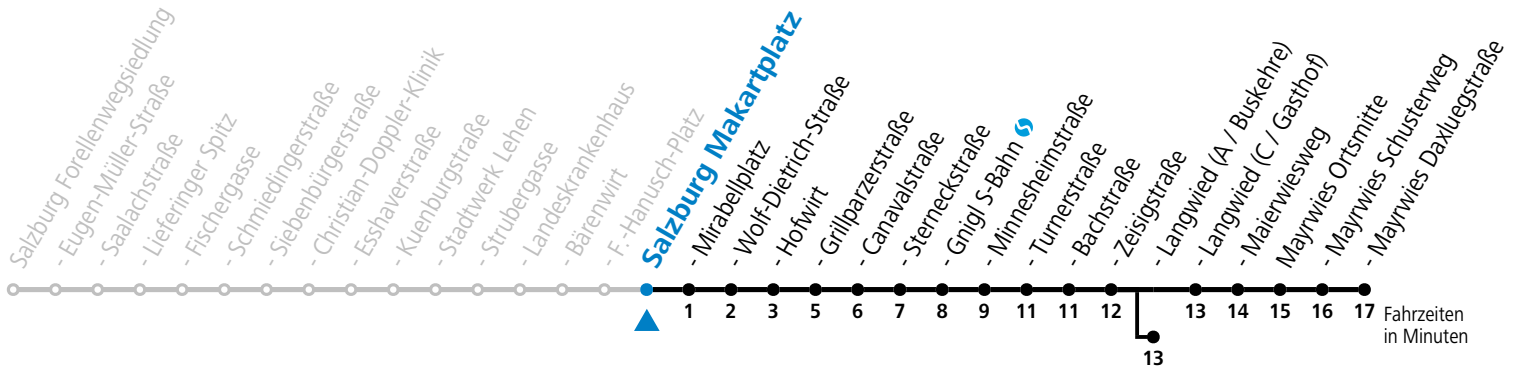 Salzburg Forellenwegsiedlung
- Eugen-Müller-Straße
- Saalachstraße
- Lieferinger Spitz
- Fischergasse
- Schmiedingerstraße
- Siebenbürgerstraße
- Christian-Doppler-Klinik
- Esshaverstraße
- Kuenburgstraße
- Stadtwerk Lehen
- Strubergasse
- Landeskrankenhaus
- Bärenwirt
- F.-Hanusch-Platz
Salzburg Makartplatz
- Mirabellplatz
- Wolf-Dietrich-Straße
- Hofwirt
- Grillparzerstraße
- Canavalstraße
- Sterneckstraße
- Gnigl S-Bahn
- Minnesheimstraße
- Turnerstraße
- Bachstraße
- Zeisigstraße
- Langwied (A / Buskehre)
- Langwied (C / Gasthof)
- Maierwiesweg
Mayrwies Ortsmitte
- Mayrwies Schusterweg
- Mayrwies Daxluegstraße
1 2 3 5 6 7 8 9 11 11 12 13 14 15 16 17
Fahrzeiten
in Minuten
13